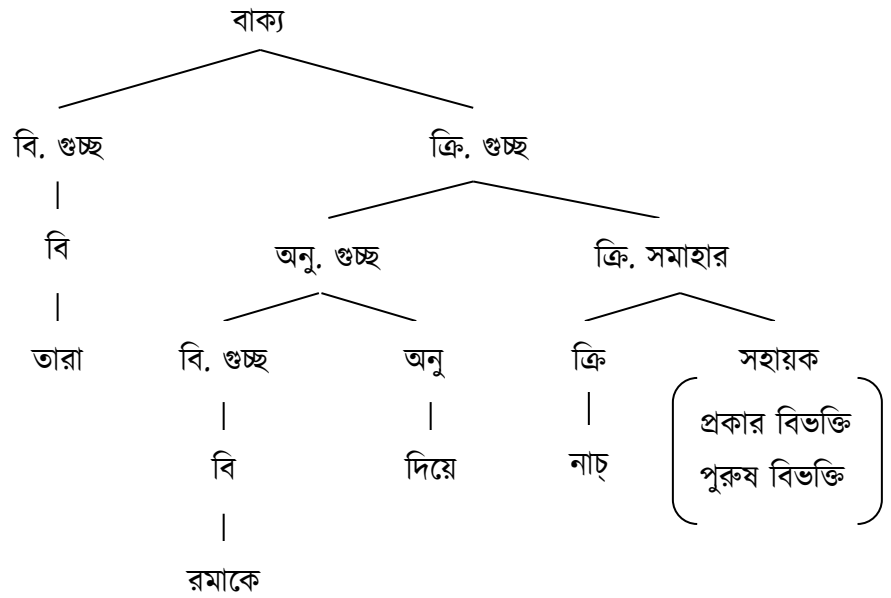 বাক্য
বি. গুচ্ছ ক্রি. গুচ্ছ
বি অনু. গুচ্ছ ক্রি. সমাহার
তারা বি. গুচ্ছ অনু ক্রি সহায়ক
প্রকার বিভক্তি
বি দিয়ে নাচ্ পুরুষ বিভক্তি
রমাকে